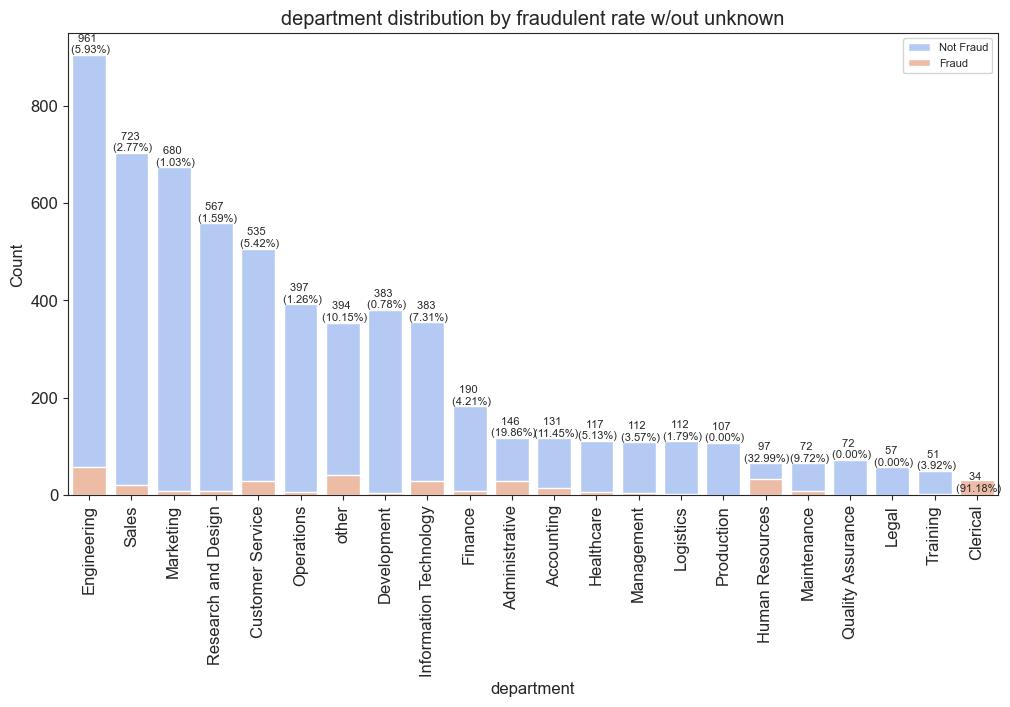 department distribution by fraudulent rate w/out unknown
Not Fraud
Fraud
Count
800
600
400
200
0
961
(5.93%)
723
(2.77%)
680
(1.03%)
567
(1.59%)
535
(5.42%)
397
(1.26%)
394
(10.15%)
383
(0.78%)
383
(7.31%)
190
(4.21%)
146
(19.86%)
131
(11.45%)
117
(5.13%)
112
(3.57%)
112
(1.79%)
107
(0.00%)
97
(32.99%)
72
(9.72%)
72
(0.00%)
57
(0.00%)
51
(3.92%)
34
(91.18%)
Engineering
Sales
Marketing
Research and Design
Customer Service
Operations
other
Development
Information Technology
Finance
Administrative
Accounting
Healthcare
Management
Logistics
Production
Human Resources
Maintenance
Quality Assurance
Legal
Training
Clerical
department